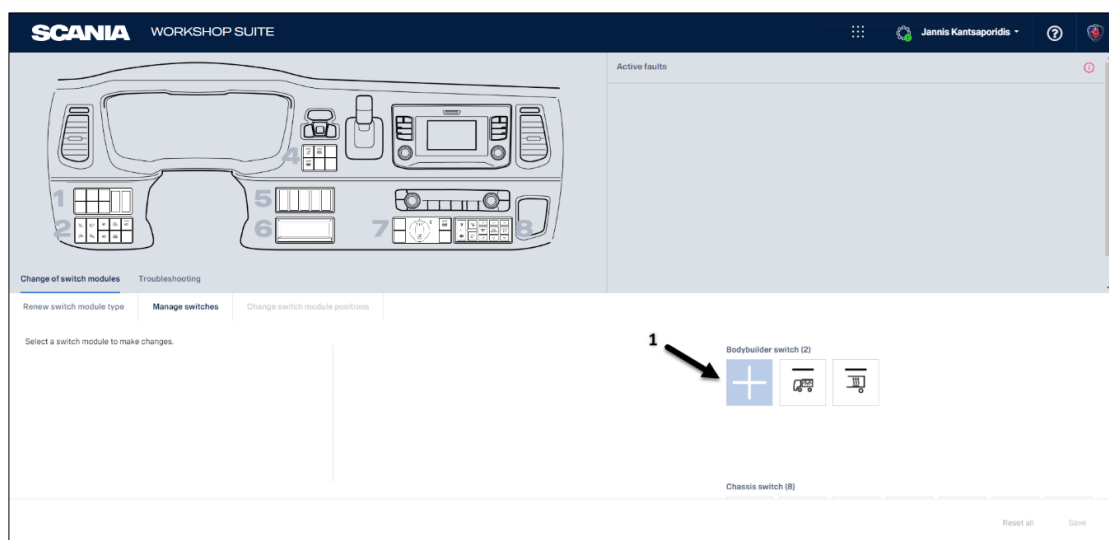 SCANIA WORKSHOP SUITE
Jannis Kantsaporidis
Active faults
4
1
5
2
6
7
8
Change of switch modules Troubleshooting
Renew switch module type Manage switches Change switch module positions
Select a switch module to make changes.
1
Bodybuilder switch (2)
Chassis switch (8)
Reset all Save